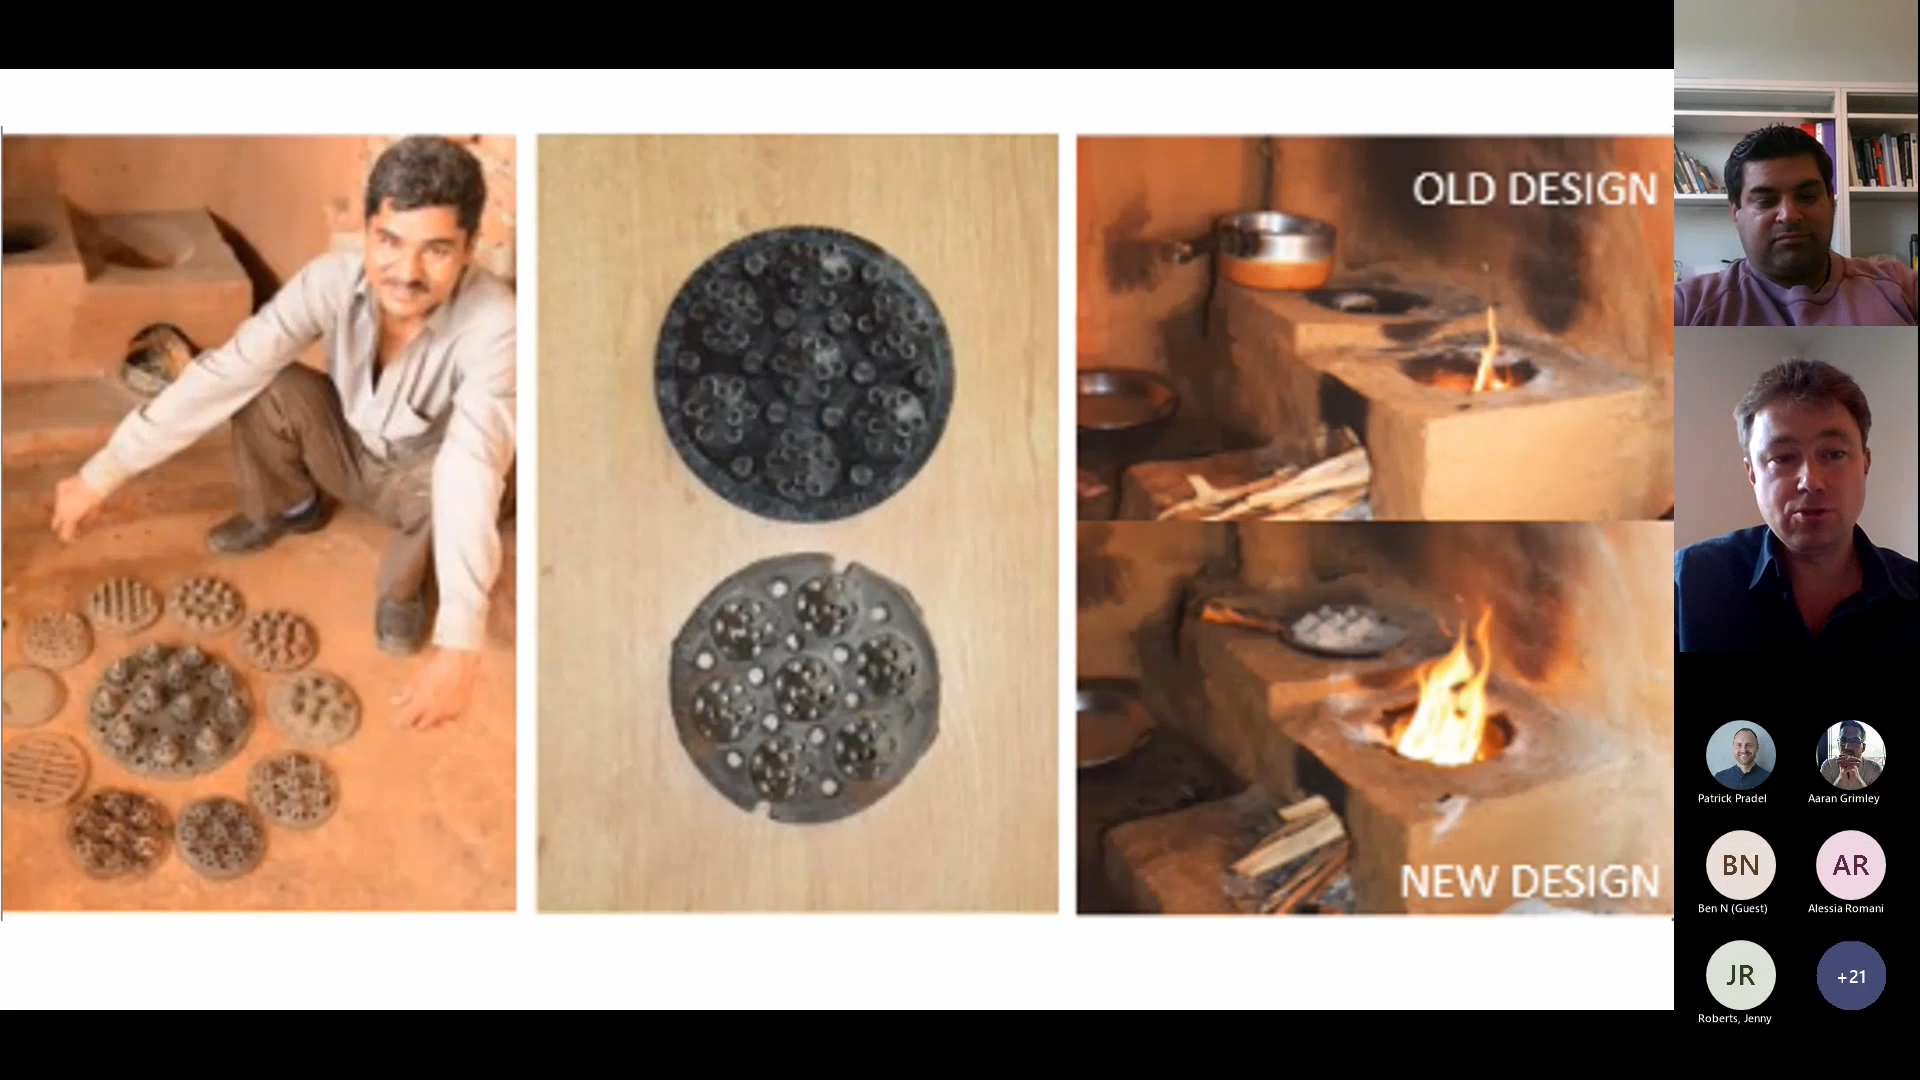 OLD DESIGN
NEW DESIGN
Patrick Pradel
Aaran Grimley
BN
AR
Ben N (Guest)
Alessia Romani
JR
+21
Roberts, Jenny